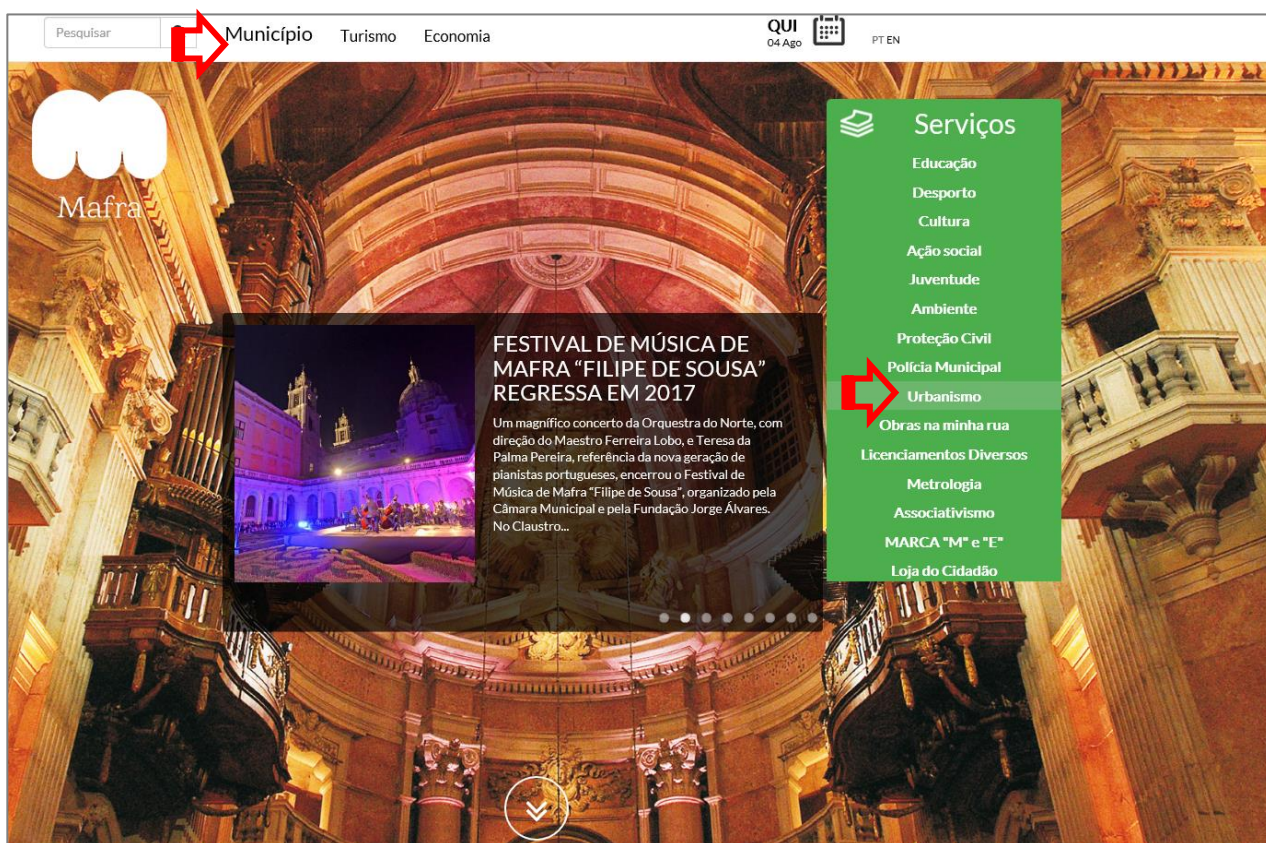 Pesquisar
Município Turismo Economia
QUI
04 Ago
PT EN
Mafra
Serviços
Educação
Desporto
Cultura
Ação social
Juventude
Ambiente
Proteção Civil
Polícia Municipal
Urbanismo
Obras na minha rua
Licenciamentos Diversos
Metrologia
Associativismo
MARCA "M" e "E"
Loja do Cidadão
FESTIVAL DE MÚSICA DE
MAFRA “FILIPE DE SOUSA”
REGRESSA EM 2017
Um magnífico concerto da Orquestra do Norte, com
direção do Maestro Ferreira Lobo, e Teresa da
Palma Pereira, referência da nova geração de
pianistas portugueses, encerrou o Festival de
Música de Mafra “Filipe de Sousa”, organizado pela
Câmara Municipal e pela Fundação Jorge Álvares.
No Claustro...